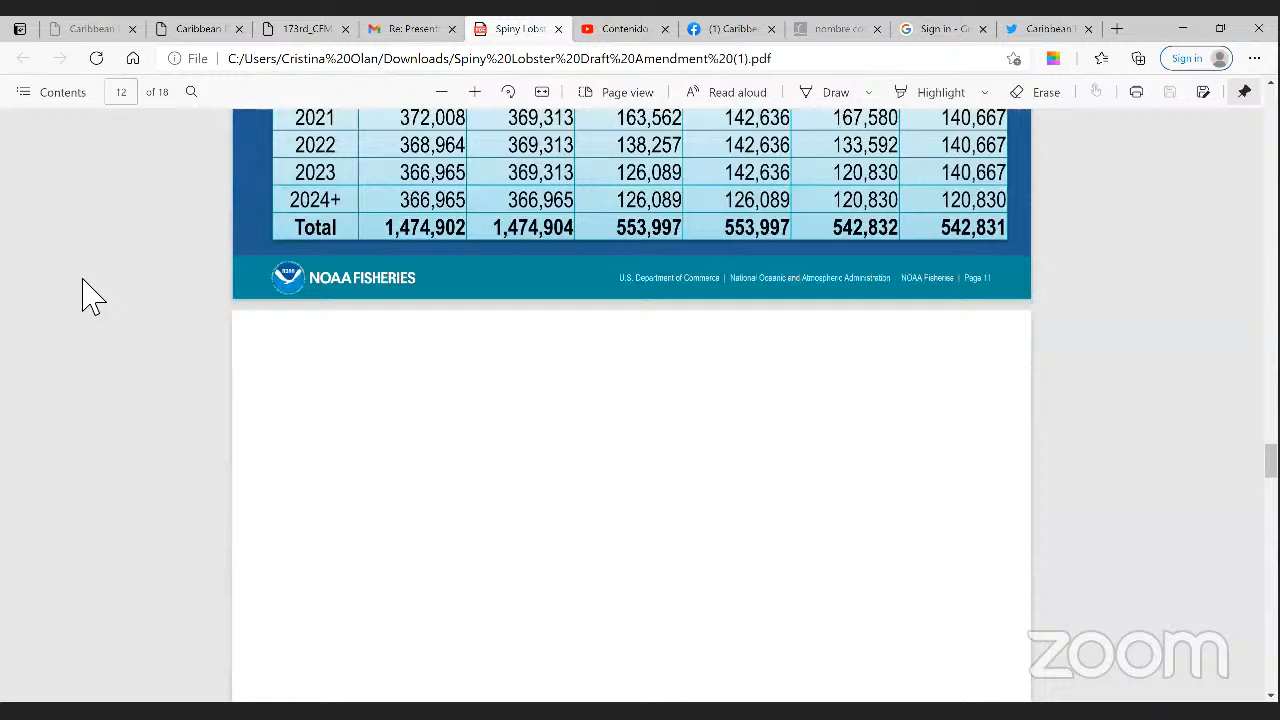 Caribbean
Caribbean
173rd_CFM
Re: Present
Spiny Lobst
Contenido
(1) Caribbe
nombre co
Sign in - G
Caribbean
File
C:/Users/Cristina%20Olan/Downloads/Spiny%20Lobster%20Draft%20Amendment%20(1).pdf
Sign in
Contents
12 of 18
Page view
Read aloud
Draw
Highlight
Erase
2021 372,008 369,313 163,562 142,636 167,580 140,667
2022 368,964 369,313 138,257 142,636 133,592 140,667
2023 366,965 369,313 126,089 142,636 120,830 140,667
2024+ 366,965 366,965 126,089 126,089 120,830 120,830
Total 1,474,902 1,474,904 553,997 553,997 542,832 542,831
NOAA FISHERIES
U.S. Department of Commerce | National Oceanic and Atmospheric Administration NOAA Fisheries | Page 11
zoom